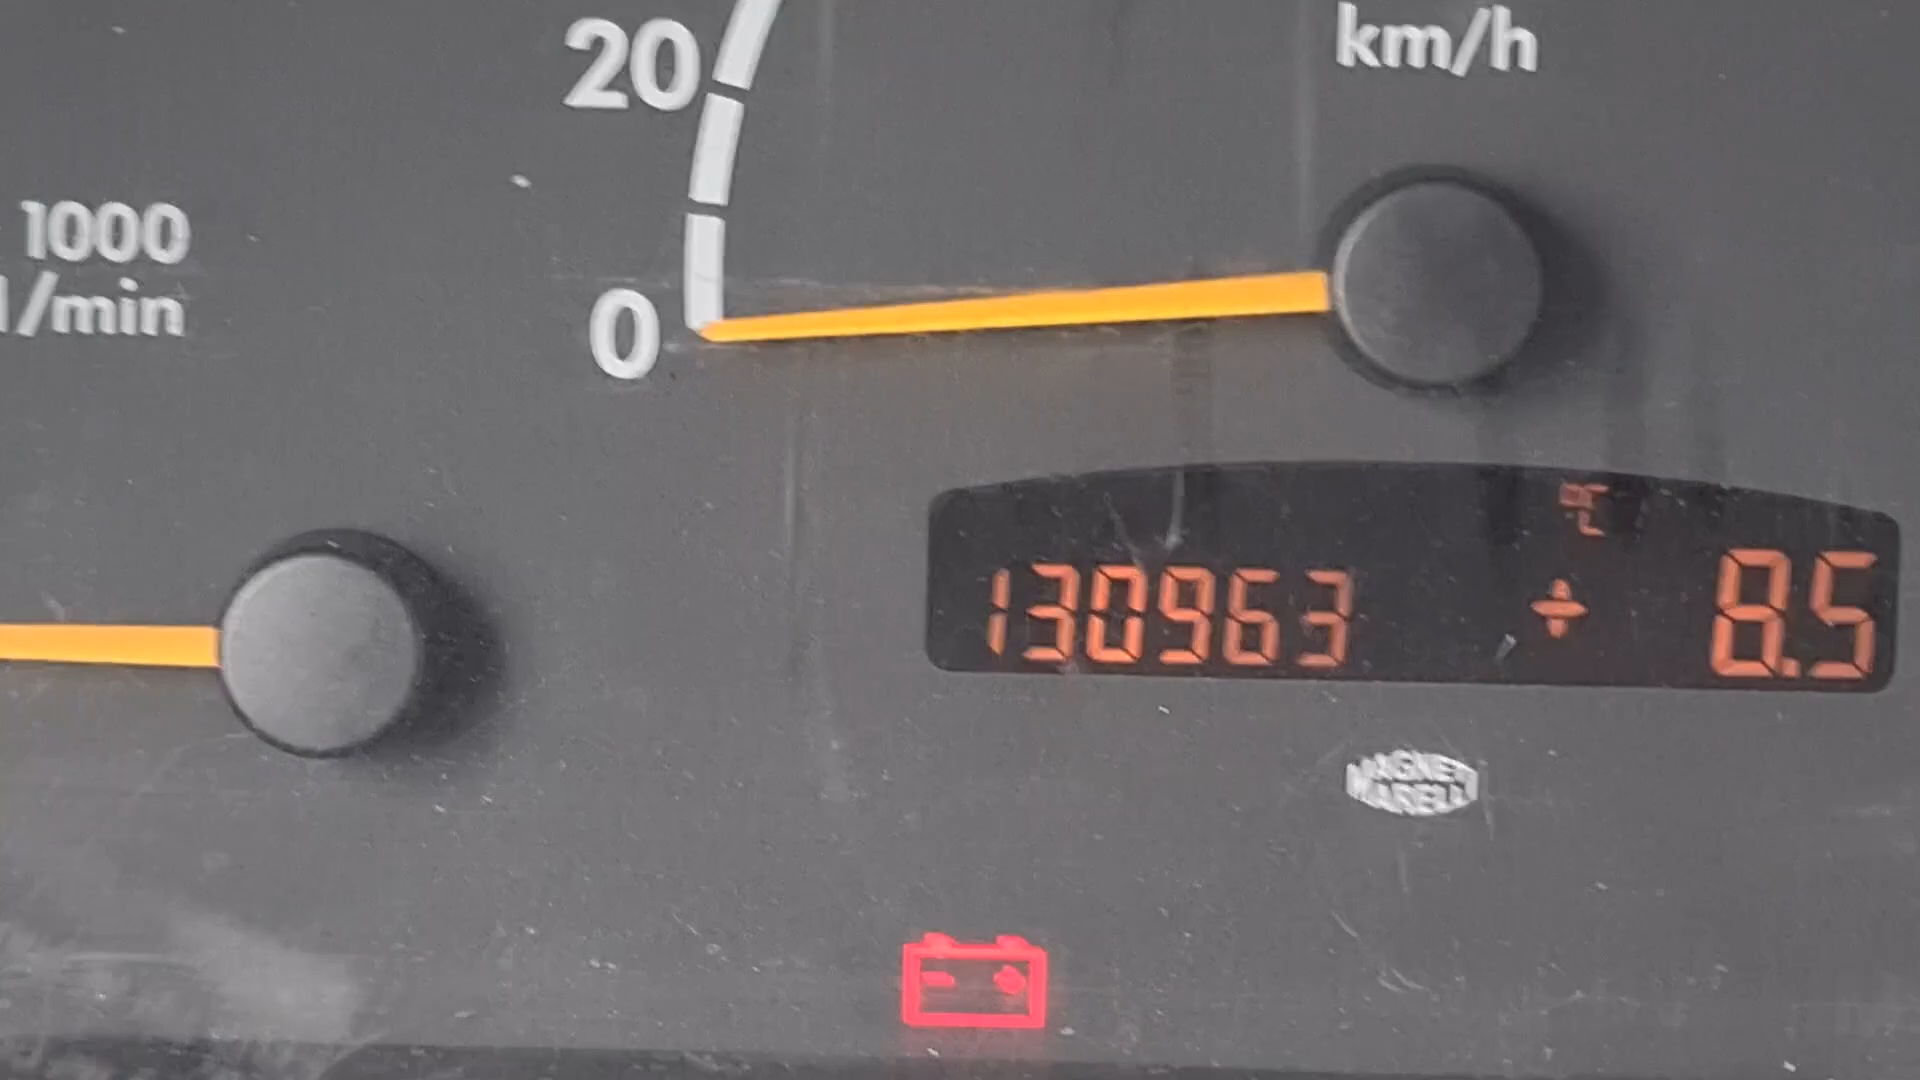 20
km/h
1000
1/min
0
°C
130963 + 8.5
MAGNETI
MARELLI